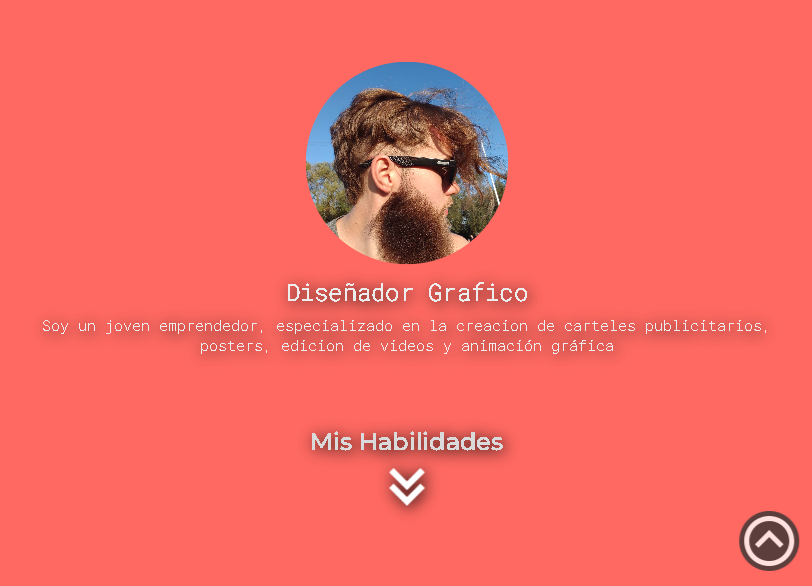 Diseñador Grafico
Soy un joven emprendedor, especializado en la creacion de carteles publicitarios,
posters, edicion de videos y animación gráfica
Mis Habilidades